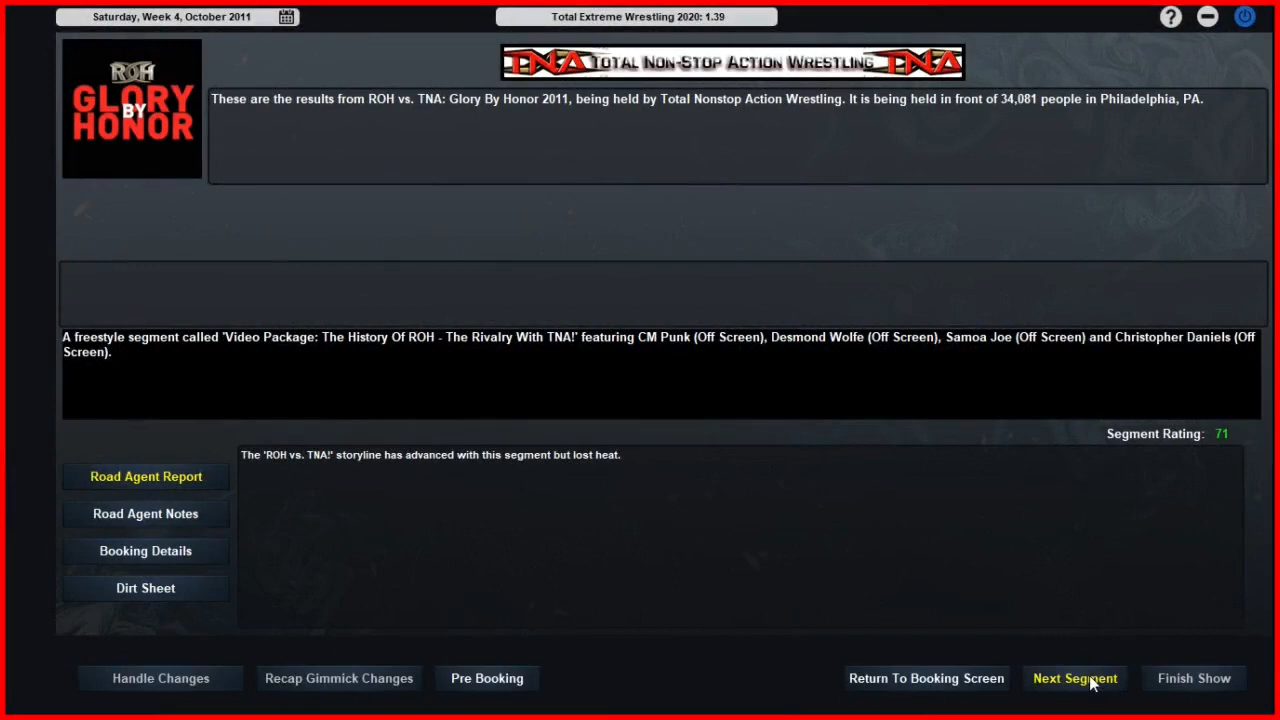 Saturday, Week 4, October 2011
Total Extreme Wrestling 2020: 1.39
?
ROH
GLORY
BY
HONOR
TNA TOTAL NON-STOP ACTION WRESTLING TNA
These are the results from ROH vs. TNA: Glory By Honor 2011, being held by Total Nonstop Action Wrestling. It is being held in front of 34,081 people in Philadelphia, PA.
A freestyle segment called 'Video Package: The History Of ROH - The Rivalry With TNA!' featuring CM Punk (Off Screen), Desmond Wolfe (Off Screen), Samoa Joe (Off Screen) and Christopher Daniels (Off
Screen).
Segment Rating: 71
The 'ROH vs. TNA!' storyline has advanced with this segment but lost heat.
Road Agent Report
Road Agent Notes
Booking Details
Dirt Sheet
Handle Changes
Recap Gimmick Changes
Pre Booking
Return To Booking Screen
Next Segment
Finish Show